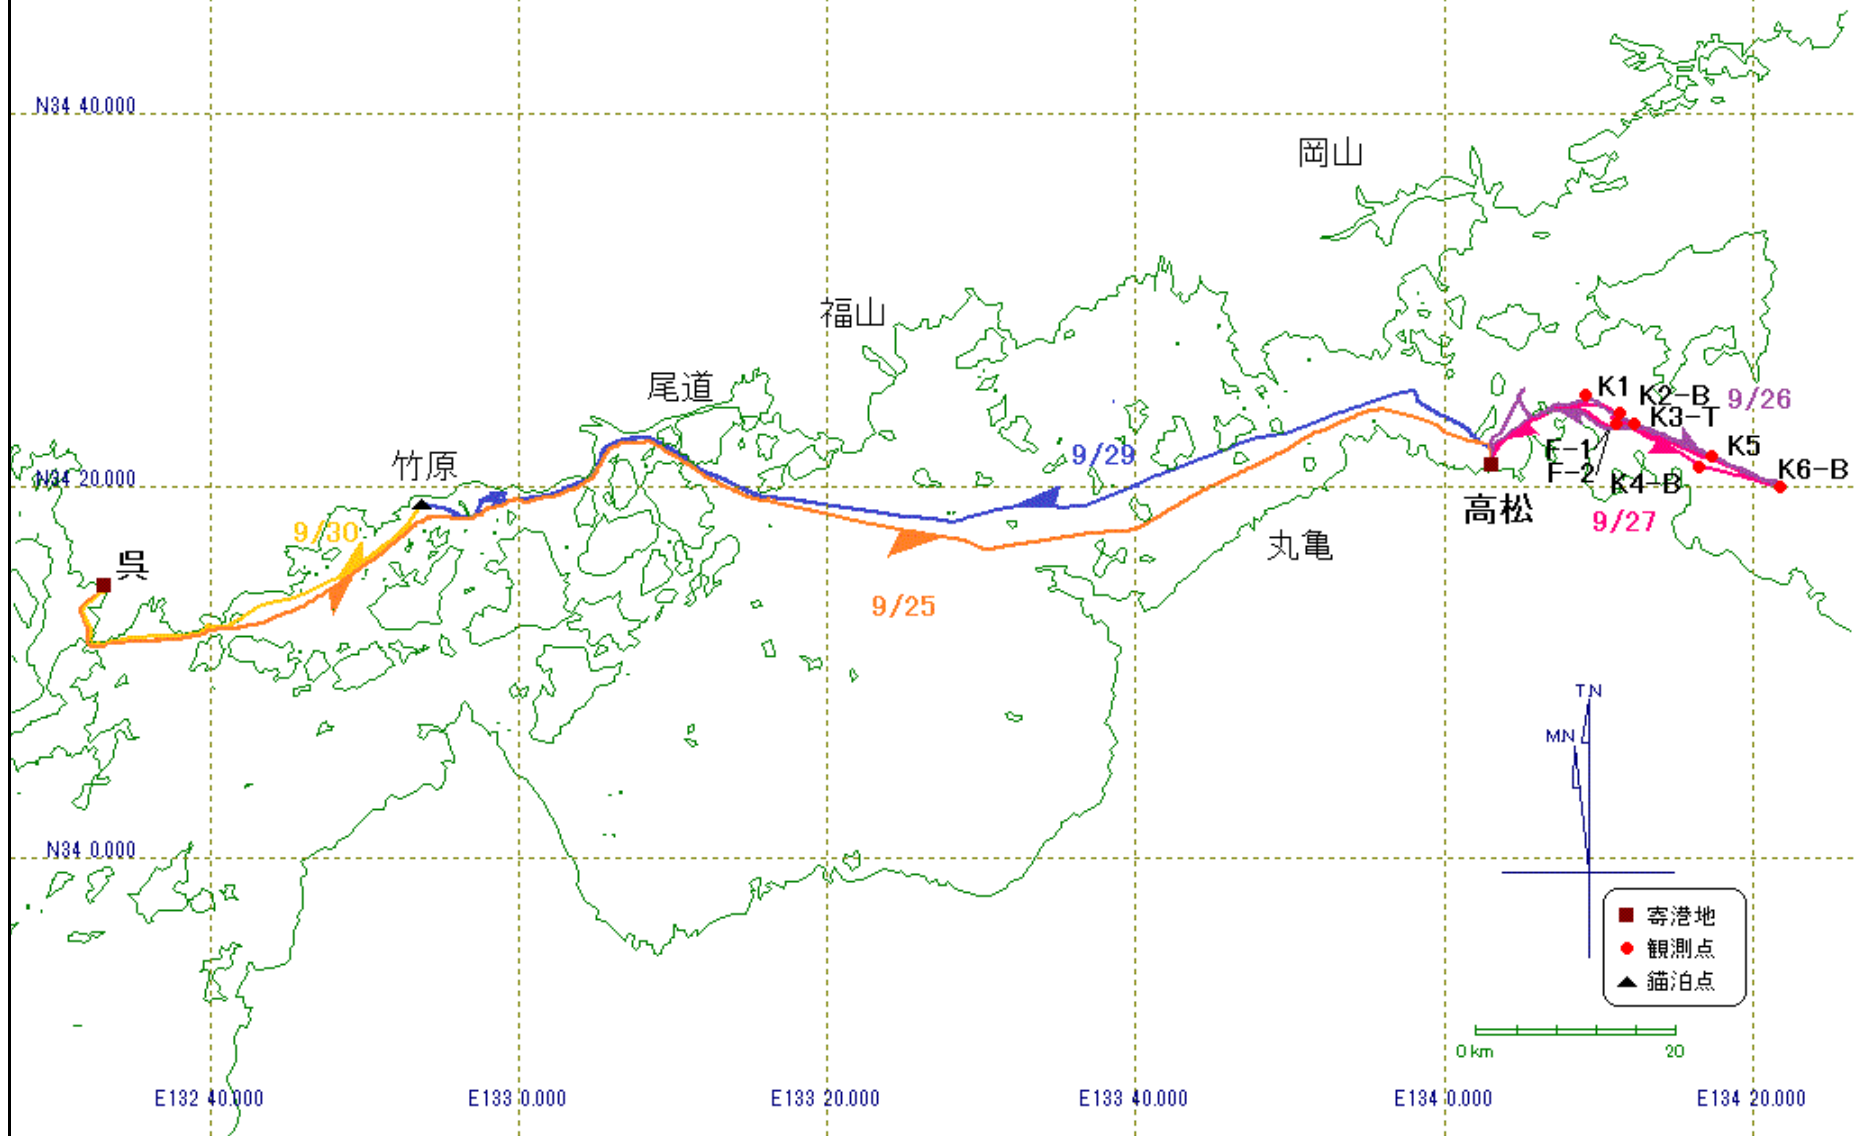 N34 40.000
岡山
福山
尾道
K1
K2-B
9/26
K3-T
9/29
F-1
K5
竹原
N34 20.000
F-2
K4-B
K6-B
高松
9/27
9/30
丸亀
呉
9/25
T.N
M.N
N34 0.000
寄港地
観測点
錨泊点
0 km
20
E132 40.000
E133 0.000
E133 20.000
E133 40.000
E134 0.000
E134 20.000